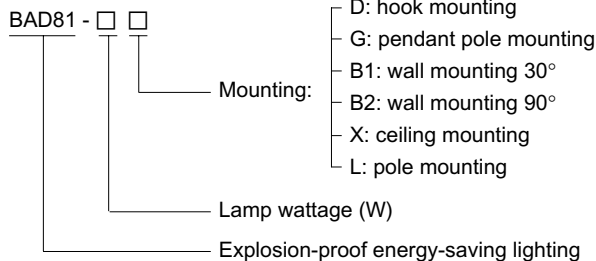 D: hook mounting
BAD81 - □ □
G: pendant pole mounting
B1: wall mounting 30°
Mounting:
B2: wall mounting 90°
X: ceiling mounting
L: pole mounting
Lamp wattage (W)
Explosion-proof energy-saving lighting